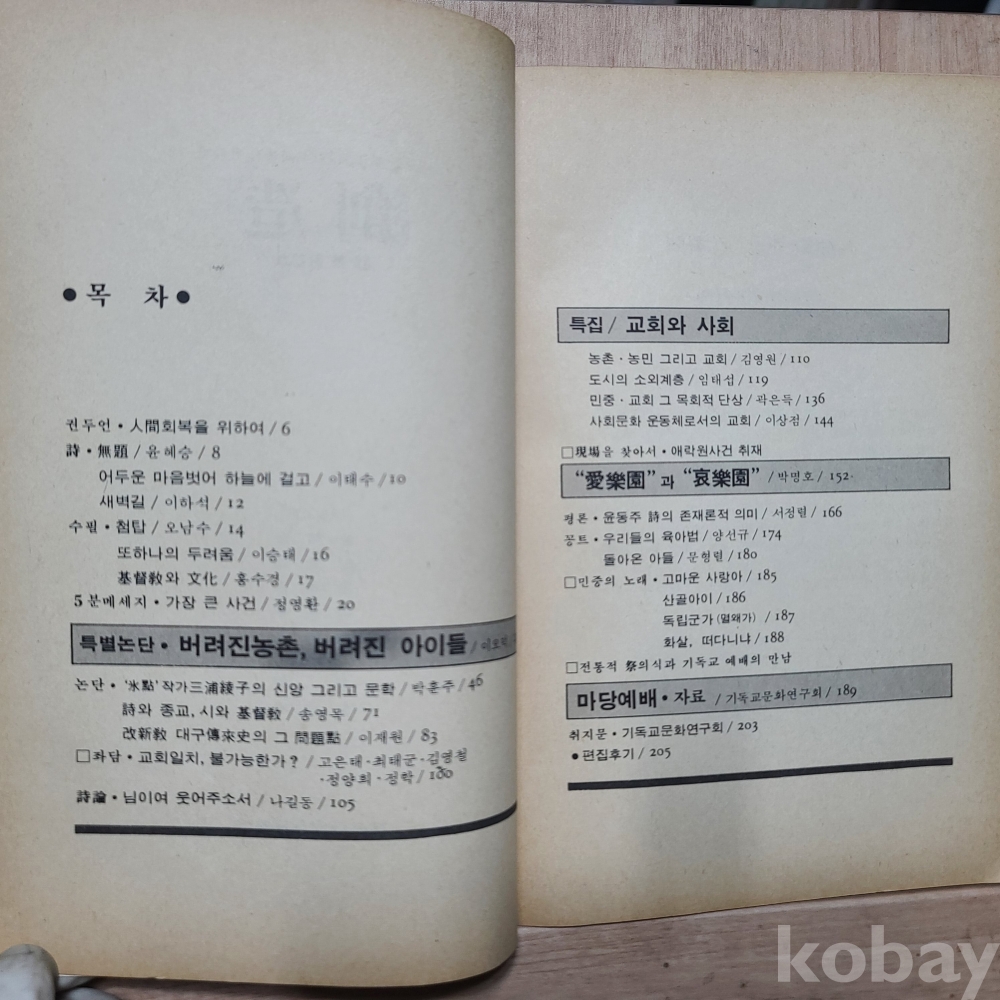 ●목 차●
권두언・人間회복을 위하여 / 6
詩・無題 / 윤혜승 / 8
어두운 마음벗어 하늘에 걸고 / 이태수 / 10
새벽길 / 이하석 / 12
수필・첨탑 / 오남수 / 14
또하나의 두려움 / 이승태 / 16
基督敎와 文化 / 홍수경 / 17
5분메세지・가장 큰 사건 / 정영환 / 20
특별논단・버려진농촌, 버려진 아이들 / 이오
논단・‘氷點’작가三浦綾子의 신앙 그리고 문학 / 박훈주 / 46
詩와 종교, 시와 基督敎 / 송영목 / 71
改新敎 대구傳來史의 그 問題點 / 이재원 / 83
□좌담・교회일치, 불가능한가? / 고은태・최태군・김영철
・정양희・정학 / 100
詩論・님이여 웃어주소서 / 나길동 / 105
특집 / 교회와 사회
농촌・농민 그리고 교회 / 김영원 / 110
도시의 소외계층 / 임태섭 / 119
민중・교회 그 목회적 단상 / 곽은득 / 136
사회문화 운동체로서의 교회 / 이상점 / 144
□現場을 찾아서・애락원사건 취재
“愛樂園”과 “哀樂園” / 박명호 / 152
평론・윤동주 詩의 존재론적 의미 / 서정렬 / 166
꽁트・우리들의 육아법 / 양선규 / 174
돌아온 아들 / 문형렬 / 180
□민중의 노래・고마운 사랑아 / 185
산골아이 / 186
독립군가 (멸왜가) / 187
화살, 떠다니냐 / 188
□전통적 祭의식과 기독교 예배의 만남
마당예배・자료 / 기독교문화연구회 / 189
취지문・기독교문화연구회 / 203
●편집후기 / 205
kobay